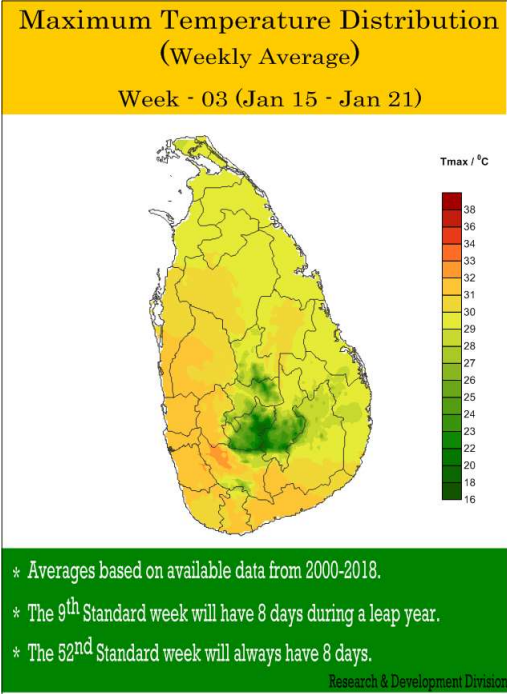 Maximum Temperature Distribution
(Weekly Average)
Week - 03 (Jan 15 - Jan 21)
Tmax / ⁰C
38
36
34
33
32
31
30
29
28
27
26
25
24
23
22
20
18
16
* Averages based on available data from 2000-2018.
* The 9th Standard week will have 8 days during a leap year.
* The 52nd Standard week will always have 8 days.
Research & Development Division